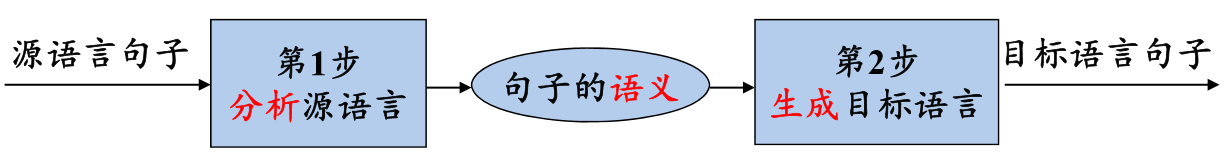 源语言句子
第1步
分析源语言
句子的语义
第2步
生成目标语言
目标语言句子